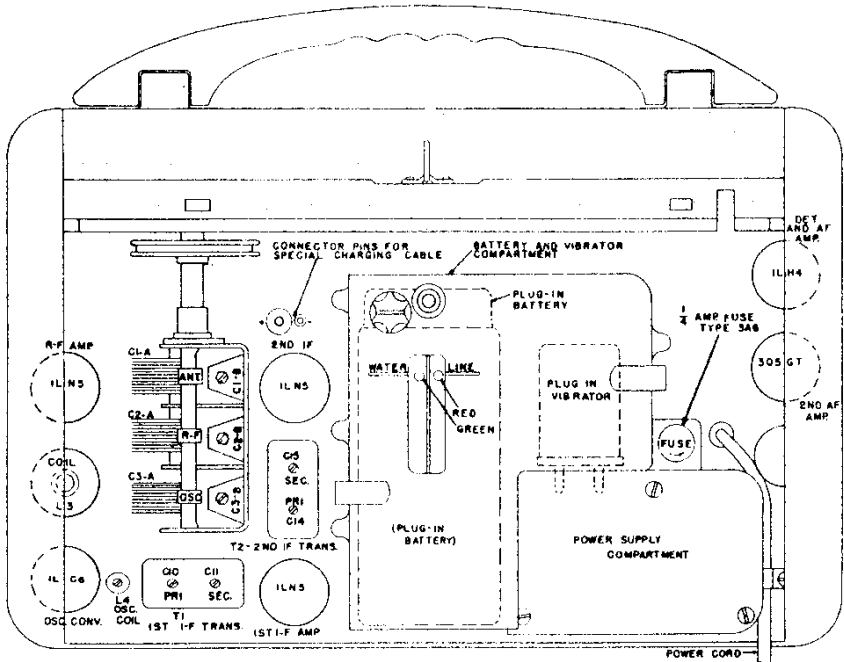 DET
AND AF
AMP.
1LH4
CONNECTOR PINS FOR
SPECIAL CHARGING CABLE
BATTERY AND VIBRATOR
COMPARTMENT
PLUG-IN
BATTERY
1/4 AMP FUSE
TYPE 3AG
+
-
2ND IF
R-F AMP
1LN5
C1-A
ANT
C1-B
1LN5
WATER
LINE
RED
GREEN
PLUG IN
VIBRATOR
3Q5 GT
2ND AF
AMP.
C2-A
R-F
C2-B
FUSE
COIL
L3
C3-A
OSC
C3-B
C15
SEC.
PRI
C14
T2-2ND IF TRANS.
(PLUG-IN
BATTERY)
POWER SUPPLY
COMPARTMENT
1LC6
OSC. CONV.
L4
OSC.
COIL
C10
PRI
C11
SEC.
T1
1ST I-F TRANS.
1LN5
1ST I-F AMP
POWER CORD